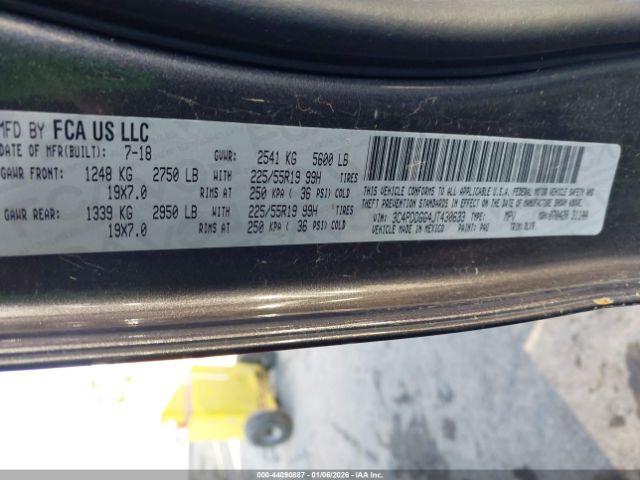 MFD BY FCA US LLC
DATE OF MFR(BUILT): 7-18 GVWR: 2541 KG 5600 LB
GAWR FRONT: 1248 KG 2750 LB WITH 225/55R19 99H TIRES
19X7.0 RIMS AT 250 KPA ( 36 PSI) COLD
GAWR REAR: 1339 KG 2950 LB WITH 225/55R19 99H TIRES
19X7.0 RIMS AT 250 KPA ( 36 PSI) COLD
THIS VEHICLE CONFORMS TO ALL APPLICABLE U.S.A. FEDERAL MOTOR VEHICLE SAFETY AND
THEFT PREVENTION STANDARDS IN EFFECT ON THE DATE OF MANUFACTURE SHOWN ABOVE.
VIN: 3C4PDDGG4JT430633 TYPE: MPV MDH:
VEHICLE MADE IN MEXICO PAINT: PAU TRIM:
000-44090887 | 01/06/2026 | IAA Inc.